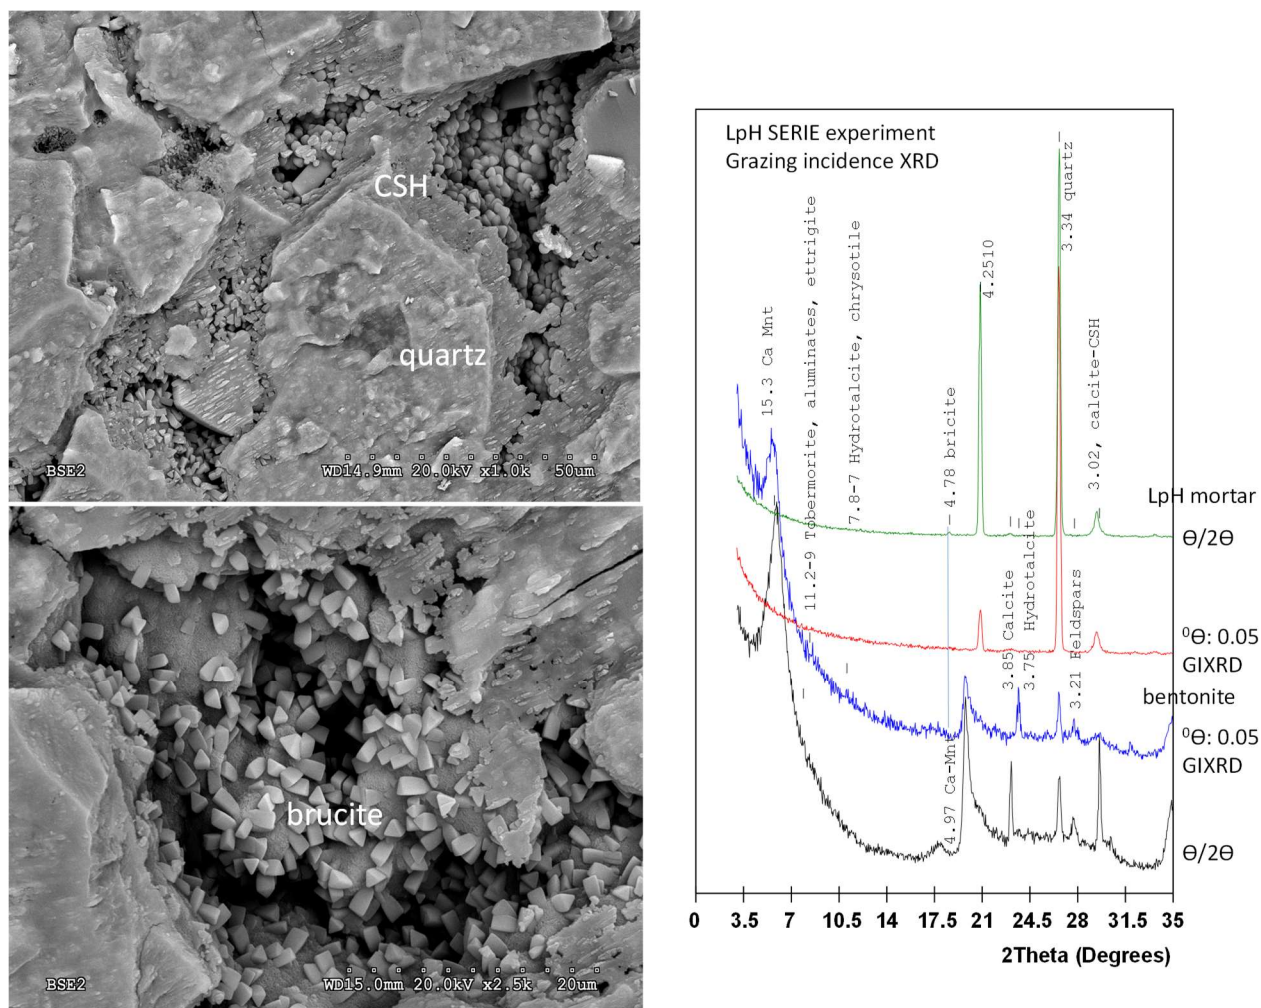 CSH
quartz
BSE2
WD14.9mm 20.0kV x1.0k 50um
brucite
BSE2
WD15.0mm 20.0kV x2.5k 20um
LpH SERIE experiment
Grazing incidence XRD
15.3 Ca Mnt
11.2-9 Tobermorite, aluminates, ettrigite
7.8-7 Hydrotalcite, chrysotile
4.78 bricite
4.97 Ca-Mnt
4.2510
3.85 Calcite
3.75 Hydrotalcite
3.34 quartz
3.21 Feldspars
3.02, calcite-CSH
LpH mortar
θ/2θ
⁰θ: 0.05
GIXRD
bentonite
⁰θ: 0.05
GIXRD
θ/2θ
0 3.5 7 10.5 14 17.5 21 24.5 28 31.5 35
2Theta (Degrees)